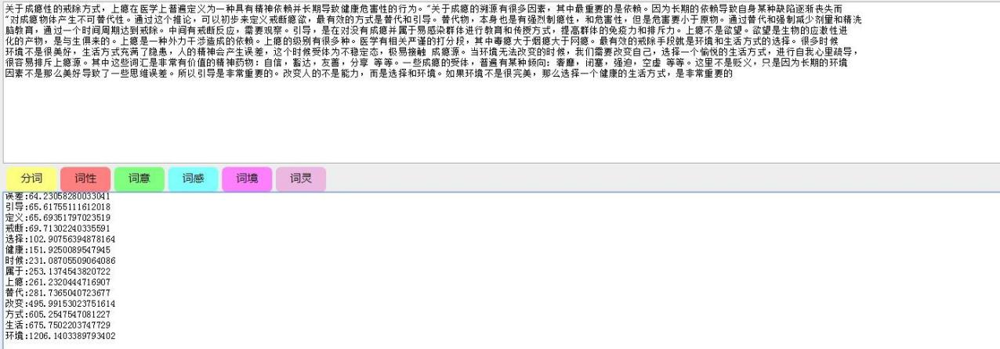 关于成瘾性的戒除方式，上瘾在医学上普遍定义为一种具有精神依赖并长期导致健康危害性的行为。"关于成瘾的溯源有很多因素，其中最重要的是依赖。因为长期的依赖导致自身某种缺陷逐渐丧失而
"对成瘾物体产生不可替代性。通过这个推论，可以初步来定义戒断瘾欲，最有效的方式是替代和引导。替代物，本身也是有强烈制瘾性，和危害性，但是危害要小于原物。通过替代和强制减少剂量和精洗
脑教育，通过一个时间周期达到戒除。中间有戒断反应，需要观察。引导，是在对没有成瘾并属于易感染群体进行教育和传授方式，提高群体的免疫力和排斥力。上瘾不是欲望。欲望是生物的应激性进
化的产物，是与生俱来的。上瘾是一种外力干涉造成的依赖。上瘾的级别有很多种。医学有相关严谨的打分段，其中毒瘾大于烟瘾大于网瘾。最有效的戒除手段就是环境和生活方式的选择。很多时候
环境不是很美好，生活方式充满了隐患，人的精神会产生误差，这个时候受体为不稳定态，极易接触 成瘾源。当环境无法改变的时候，我们需要改变自己，选择一个愉悦的生活方式，进行自我心里疏导，
很容易排斥上瘾源。其中这些词汇是非常有价值的精神药物：自信，豁达，友善，分享 等等。一些成瘾的受体，普遍有某种倾向：奢靡，闭塞，强迫，空虚 等等。这里不是贬义，只是因为长期的环境
因素不是那么美好导致了一些思维误差。所以引导是非常重要的。改变人的不是能力，而是选择和环境。如果环境不是很完美，那么选择一个健康的生活方式，是非常重要的
分词 词性 词意 词感 词境 词灵
误差:64.23058280033041
引导:65.61755111612018
定义:65.69351797023519
戒断:69.71302240335591
选择:102.90756394878164
健康:151.9250089547945
时候:231.08705509064086
属于:253.1374543820722
上瘾:261.2320444716907
替代:281.7365040723677
改变:495.99153023751614
方式:605.2547547081227
生活:675.7502203747729
环境:1206.1403389793402